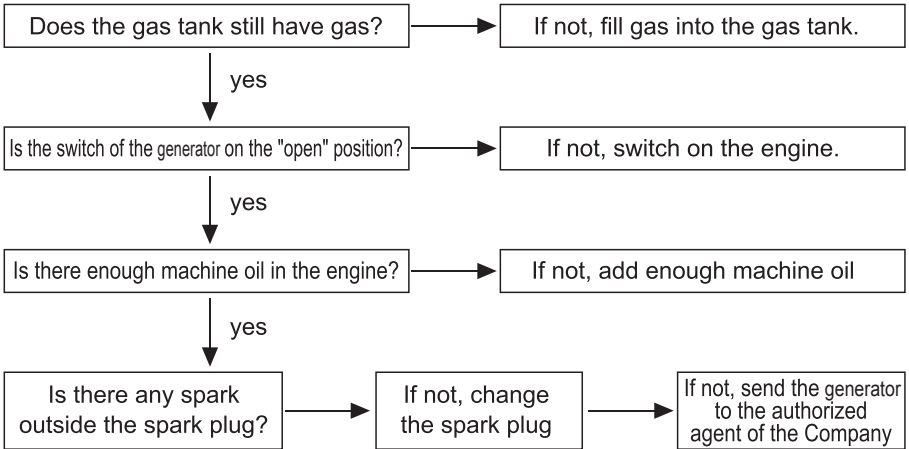 Does the gas tank still have gas?
If not, fill gas into the gas tank.
yes
Is the switch of the generator on the "open" position?
If not, switch on the engine.
yes
Is there enough machine oil in the engine?
If not, add enough machine oil
yes
Is there any spark
outside the spark plug?
If not, change
the spark plug
If not, send the generator
to the authorized
agent of the Company